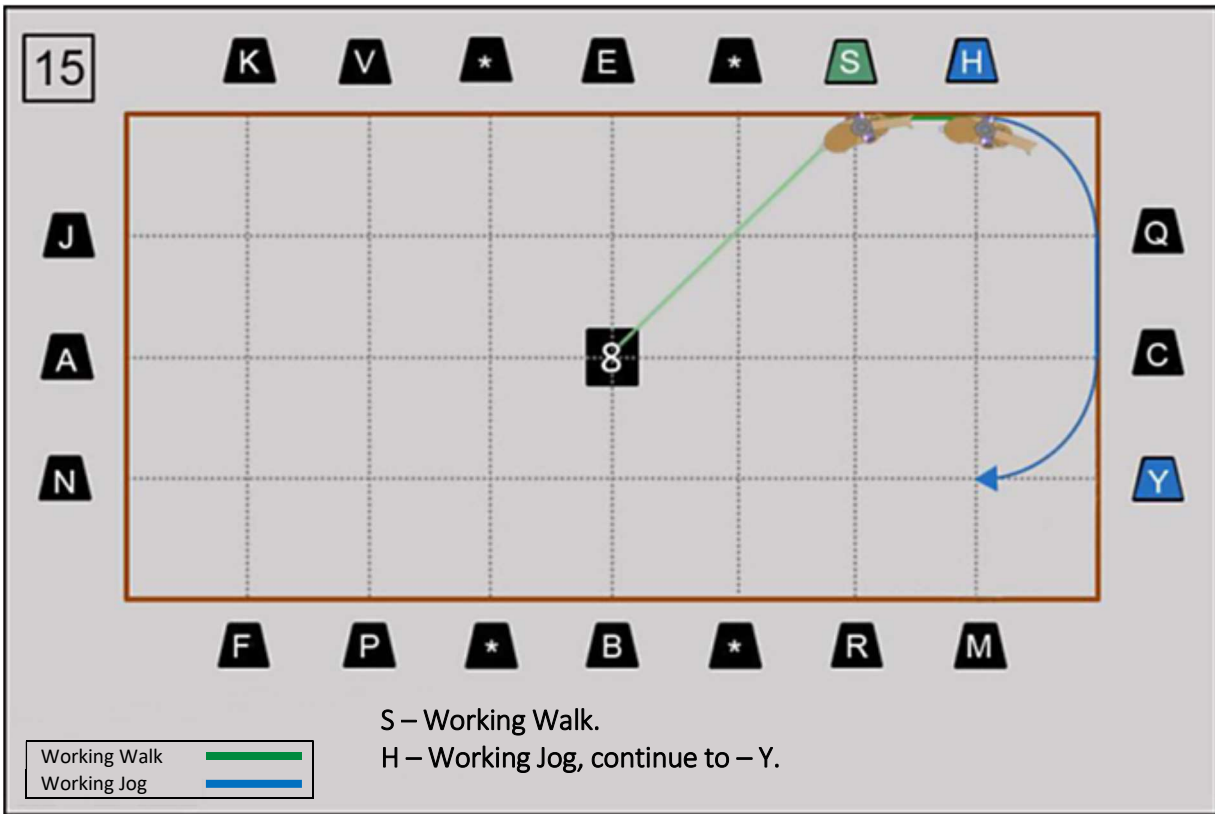 15
K V * E * S H
J Q
8
A C
N Y
F P * B * R M
S – Working Walk.
H – Working Jog, continue to – Y.
Working Walk
Working Jog